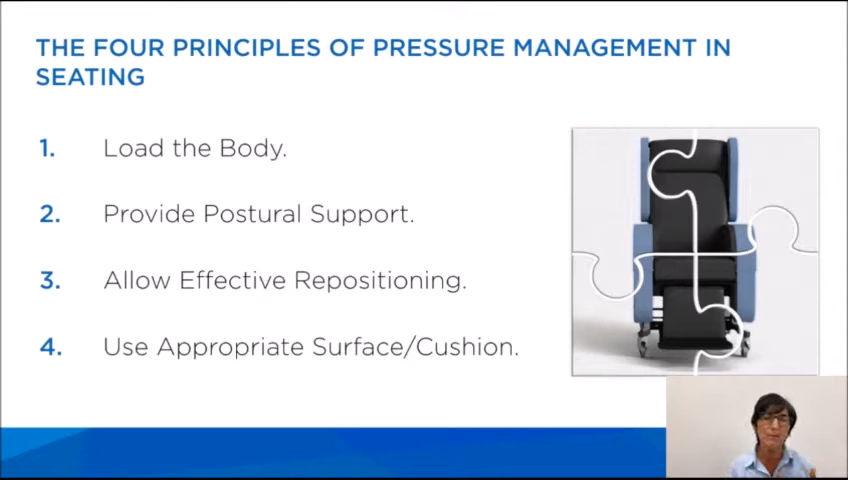 THE FOUR PRINCIPLES OF PRESSURE MANAGEMENT IN
SEATING
1. Load the Body.
2. Provide Postural Support.
3. Allow Effective Repositioning.
4. Use Appropriate Surface/Cushion.